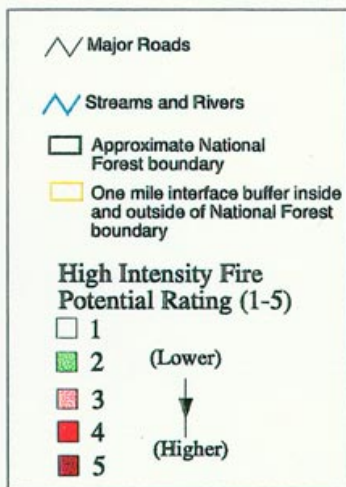 Major Roads
Streams and Rivers
Approximate National
Forest boundary
One mile interface buffer inside
and outside of National Forest
boundary
High Intensity Fire
Potential Rating (1-5)
1
2
(Lower)
3
4
(Higher)
5